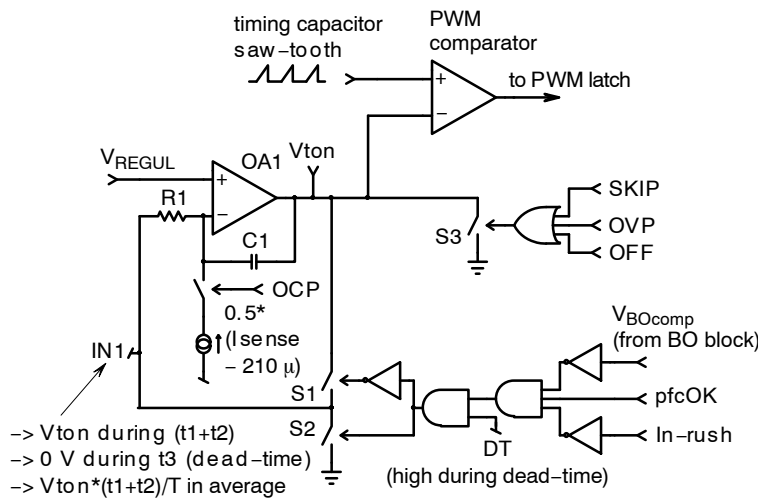 timing capacitor
saw-tooth
PWM
comparator
+
−
to PWM latch
Vton
OA1
VREGUL
+
−
R1
C1
SKIP
OVP
OFF
S3
OCP
0.5*
(Isense
− 210 µ)
IN1
VBOcomp
(from BO block)
pfcOK
In-rush
S1
S2
DT
(high during dead-time)
-> Vton during (t1+t2)
-> 0 V during t3 (dead-time)
-> Vton*(t1+t2)/T in average